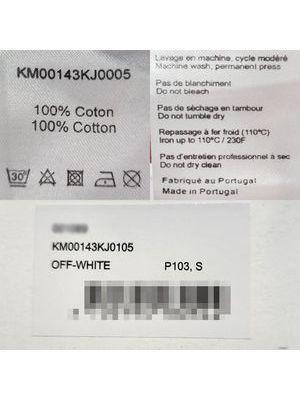 KM00143KJ0005
100% Coton
100% Cotton
30°
Lavage en machine, cycle modéré
Machine wash, permanent press
Pas de blanchiment
Do not bleach
Pas de séchage en tambour
Do not tumble dry
Repassage à fer froid (110°C)
Iron up to 110°C / 230F
Pas d'entretien professionnel à sec
Do not dry clean
Fabriqué au Portugal
Made in Portugal
KM00143KJ0105
OFF-WHITE P103, S